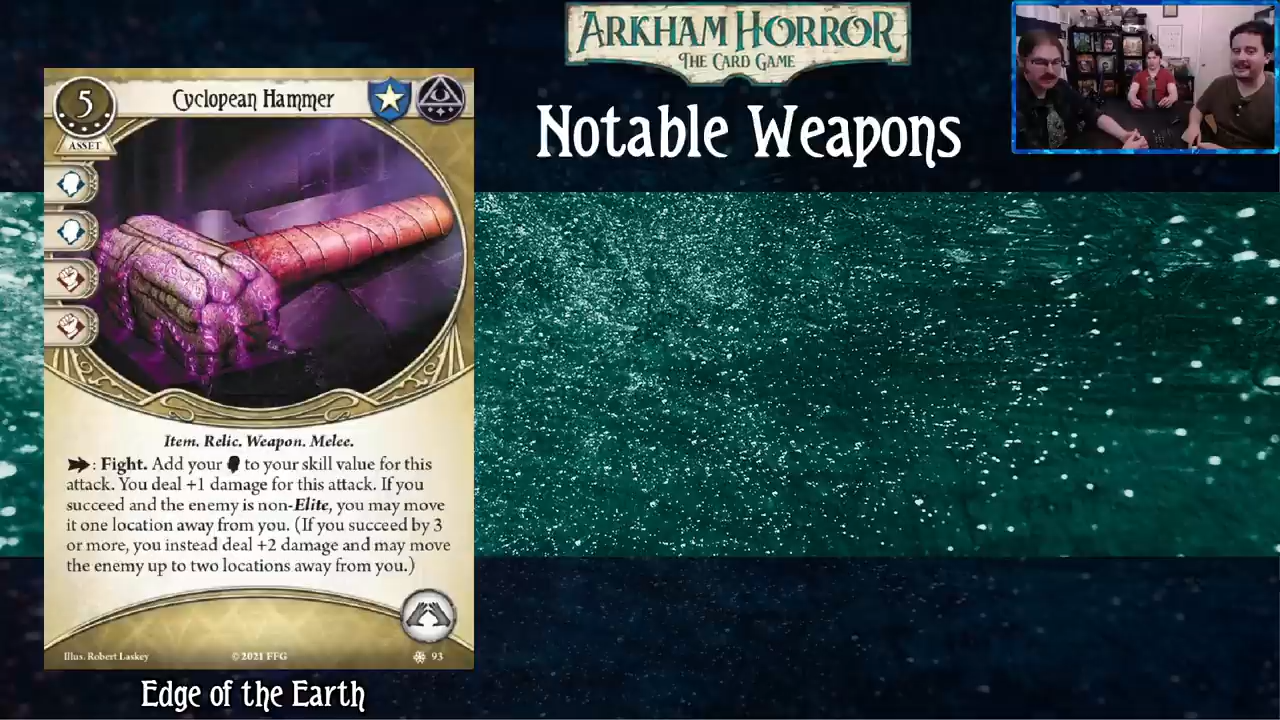 ARKHAM HORROR
THE CARD GAME
Notable Weapons
5
Cyclopean Hammer
ASSET
Item. Relic. Weapon. Melee.
: Fight. Add your to your skill value for this
attack. You deal +1 damage for this attack. If you
succeed and the enemy is non-Elite, you may move
it one location away from you. (If you succeed by 3
or more, you instead deal +2 damage and may move
the enemy up to two locations away from you.)
Illus. Robert Laskey ©2021 FFG 93
Edge of the Earth